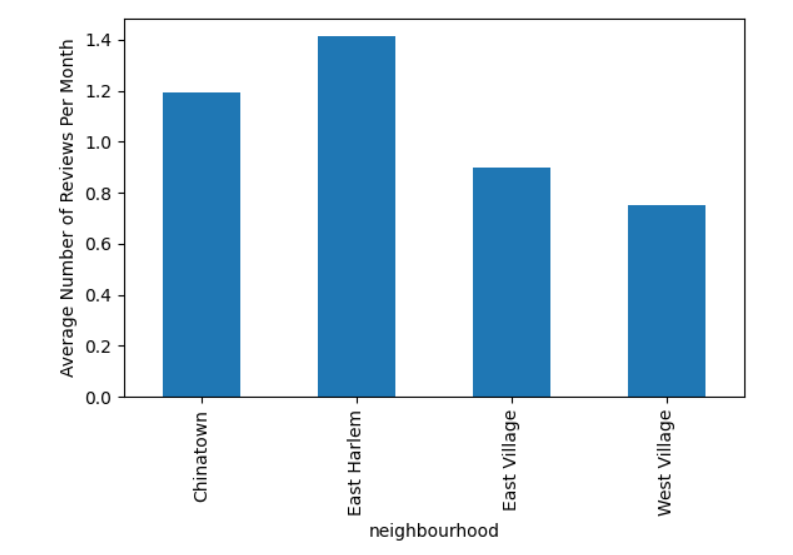 Average Number of Reviews Per Month
1.4
1.2
1.0
0.8
0.6
0.4
0.2
0.0
Chinatown
East Harlem
East Village
West Village
neighbourhood